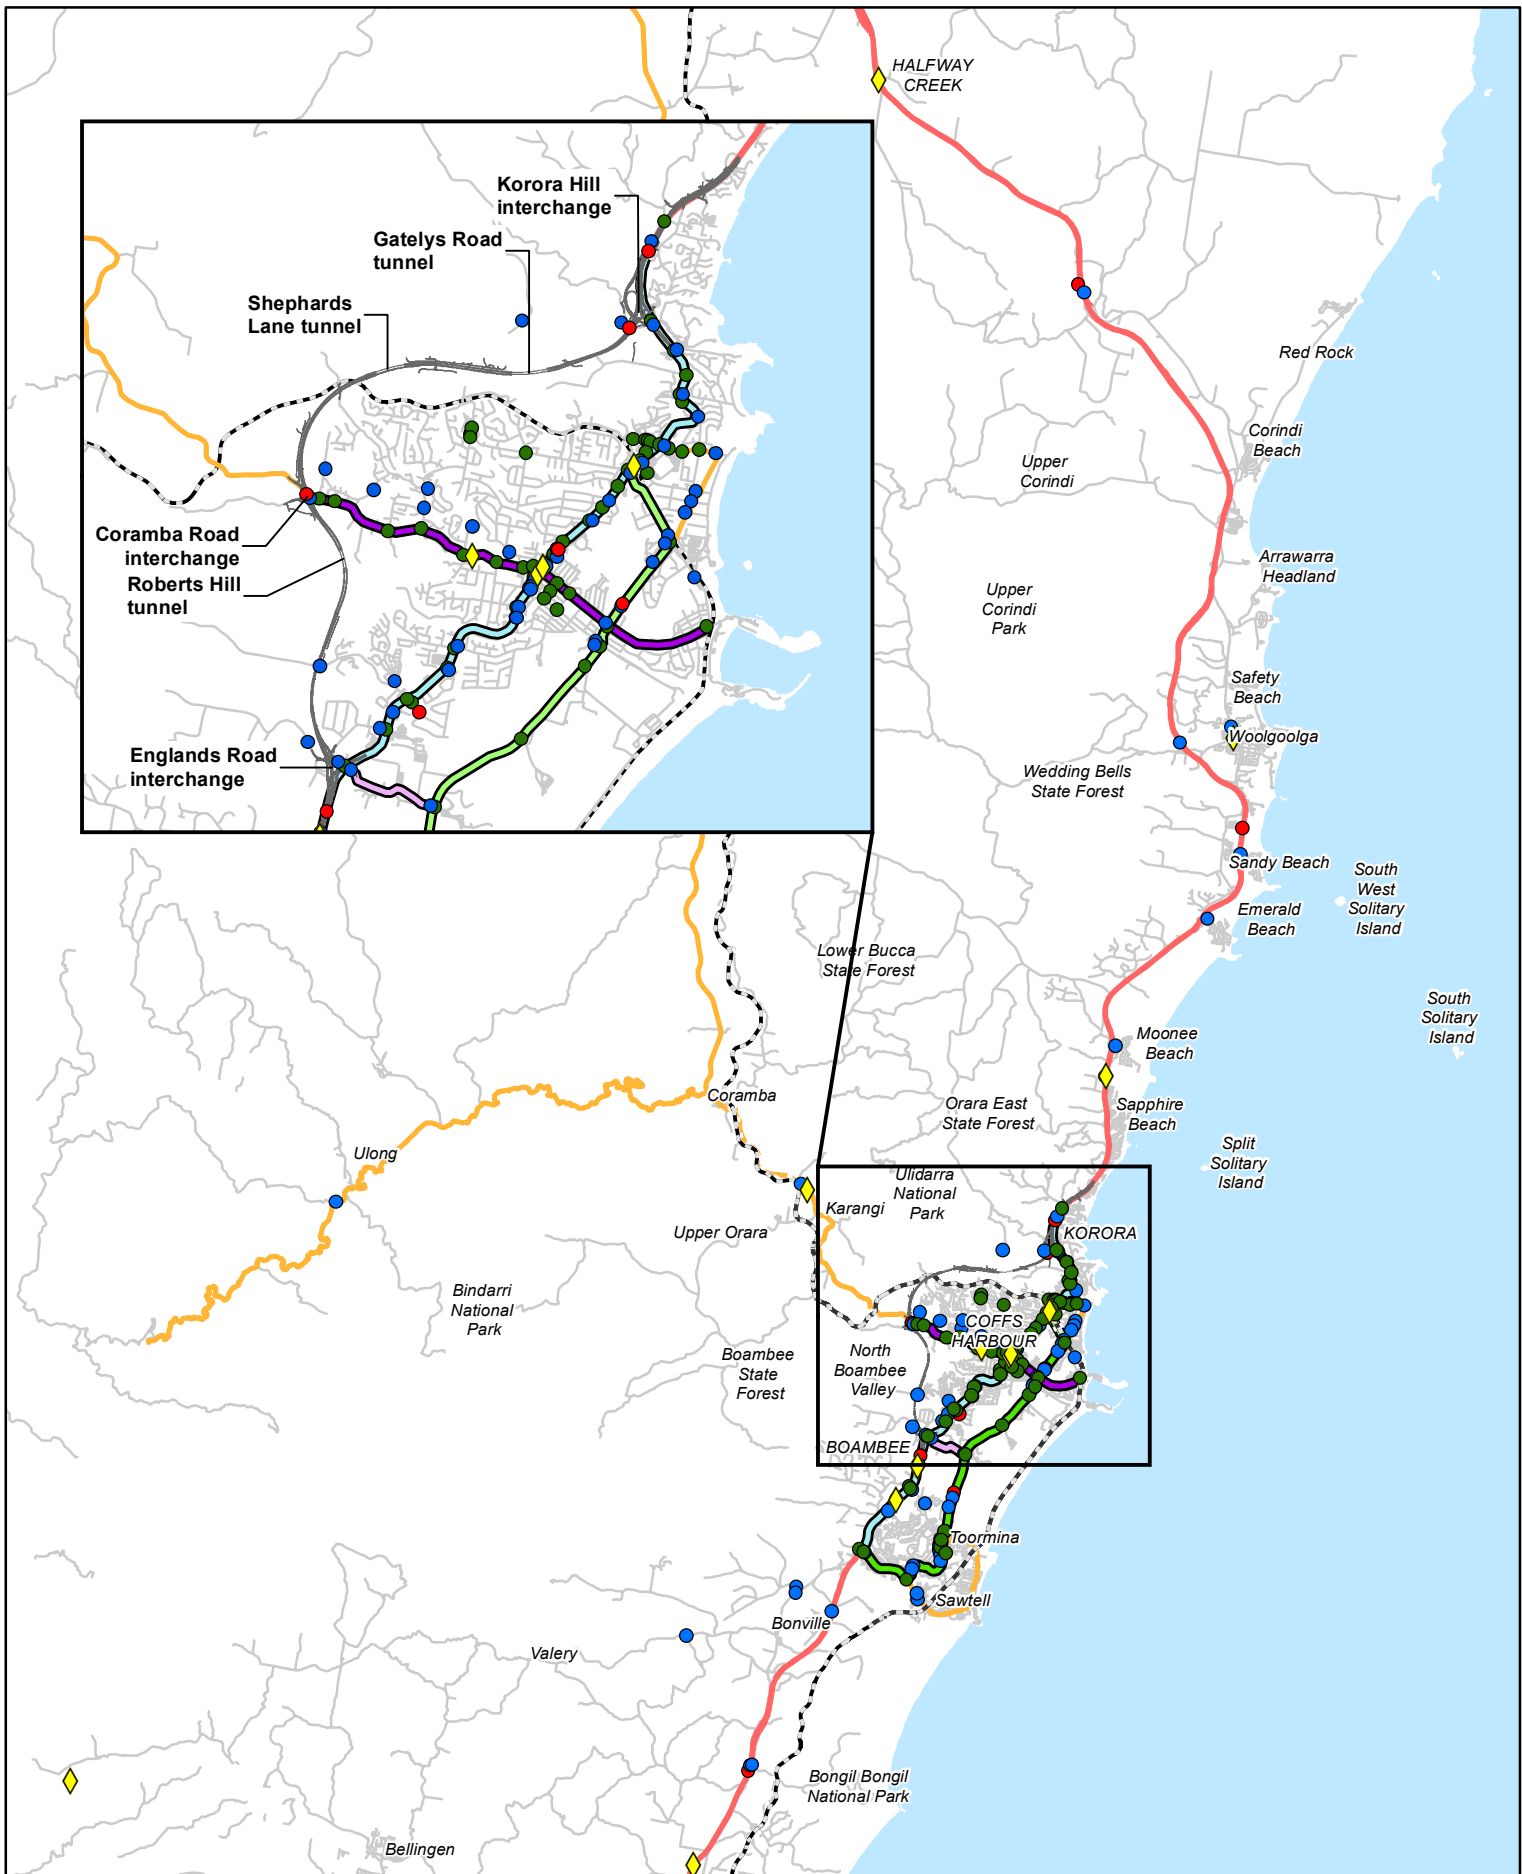 HALFWAY
CREEK
Korora Hill
interchange
Gatelys Road
tunnel
Shephards
Lane tunnel
Coramba Road
interchange
Roberts Hill
tunnel
Englands Road
interchange
Red Rock
Corindi
Beach
Upper
Corindi
Arrawarra
Headland
Upper
Corindi
Park
Safety
Beach
Woolgoolga
Wedding Bells
State Forest
Sandy Beach
South
West
Solitary
Island
Emerald
Beach
Lower Bucca
State Forest
South
Solitary
Island
Moonee
Beach
Coramba
Orara East
State Forest
Sapphire
Beach
Ulong
Split
Solitary
Island
Ulidarra
National
Park
Karangi
Upper Orara
KORORA
Bindarri
National
Park
COFFS
HARBOUR
North
Boambee
Valley
Boambee
State
Forest
BOAMBEE
Toormina
Sawtell
Bonville
Valery
Bongil Bongil
National Park
Bellingen